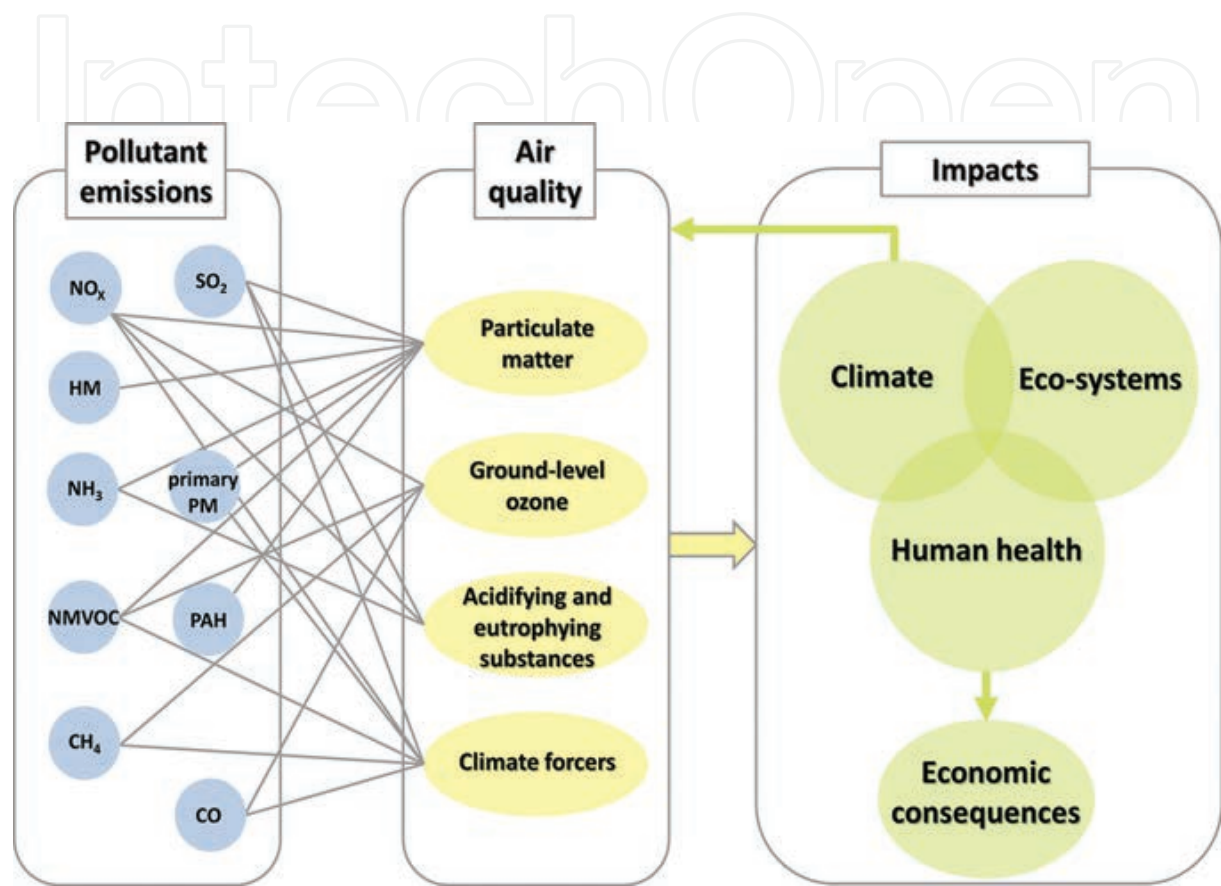 IntechOpen
Pollutant
emissions
Air
quality
Impacts
NOX
SO2
HM
NH3
primary
PM
NMVOC
PAH
CH4
CO
Particulate
matter
Ground-level
ozone
Acidifying and
eutrophying
substances
Climate forcers
Climate
Eco-systems
Human health
Economic
consequences